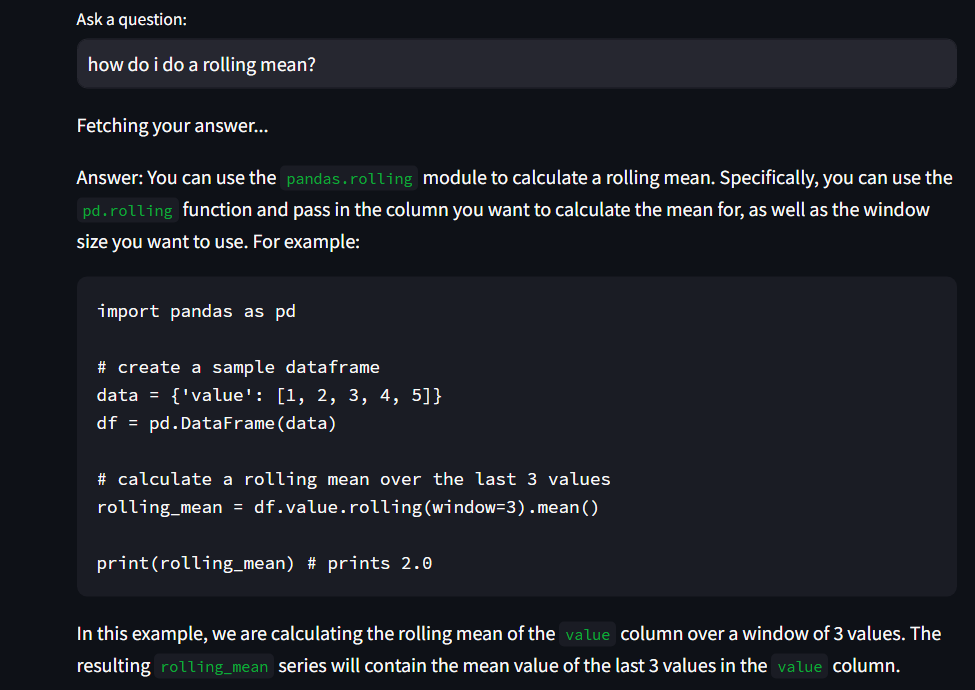 Ask a question:
how do i do a rolling mean?
Fetching your answer...
Answer: You can use the pandas.rolling module to calculate a rolling mean. Specifically, you can use the
pd.rolling function and pass in the column you want to calculate the mean for, as well as the window
size you want to use. For example:
import pandas as pd
# create a sample dataframe
data = {'value': [1, 2, 3, 4, 5]}
df = pd.DataFrame(data)
# calculate a rolling mean over the last 3 values
rolling_mean = df.value.rolling(window=3).mean()
print(rolling_mean) # prints 2.0
In this example, we are calculating the rolling mean of the value column over a window of 3 values. The
resulting rolling_mean series will contain the mean value of the last 3 values in the value column.